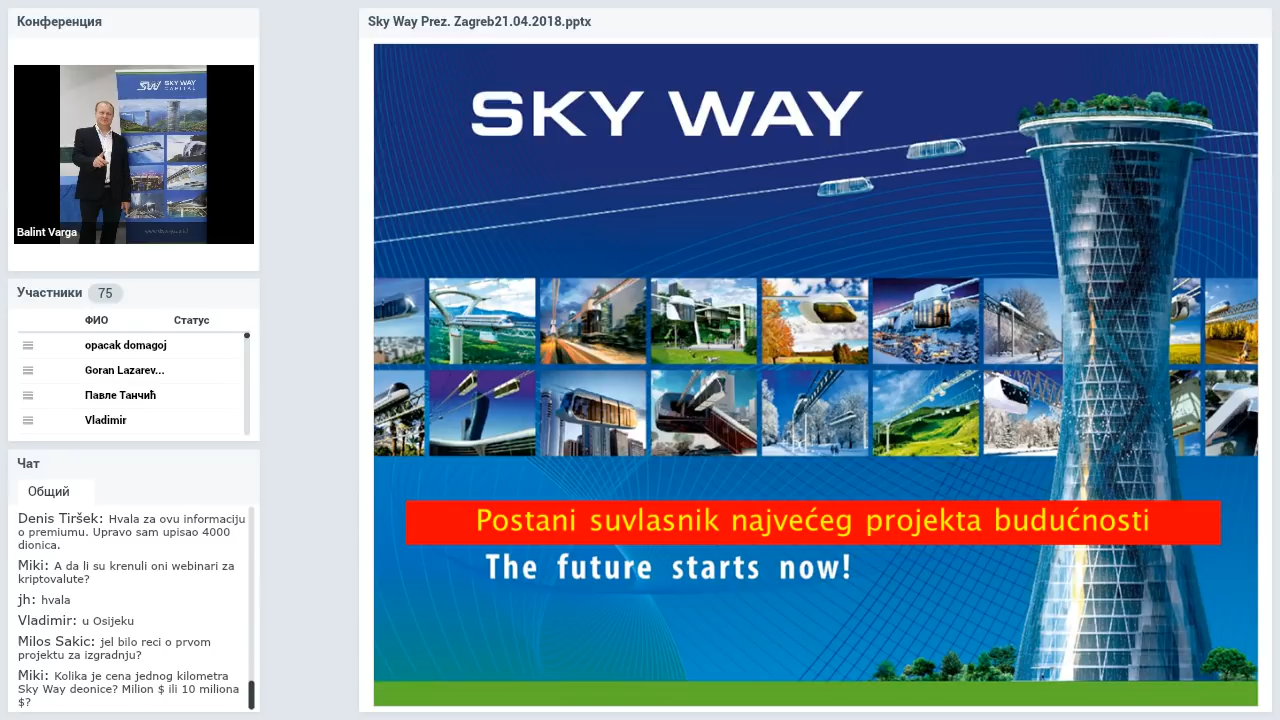 Конференция
SKY WAY
CAPITAL
Balint Varga
Участники 75
ФИО Статус
opacak domagoj
Goran Lazarev...
Павле Танчић
Vladimir
Чат
Общий
Denis Tiršek: Hvala za ovu informaciju
o premiumu. Upravo sam upisao 4000
dionica.
Miki: A da li su krenuli oni webinari za
kriptovalute?
jh: hvala
Vladimir: u Osijeku
Milos Sakic: jel bilo reci o prvom
projektu za izgradnju?
Miki: Kolika je cena jednog kilometra
Sky Way deonice? Milion $ ili 10 miliona
$?
Sky Way Prez. Zagreb21.04.2018.pptx
SKY WAY
Postani suvlasnik najvećeg projekta budućnosti
The future starts now!